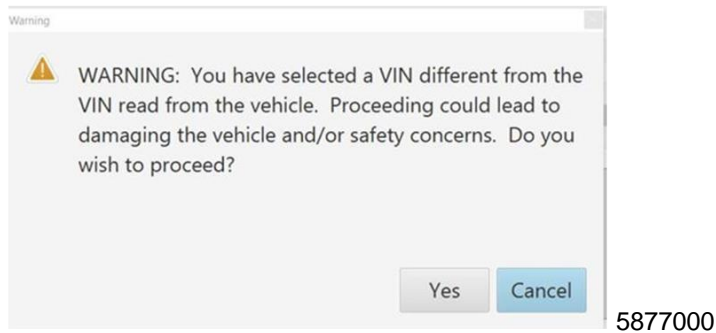 Warning
WARNING:  You have selected a VIN different from the
VIN read from the vehicle.  Proceeding could lead to
damaging the vehicle and/or safety concerns.  Do you
wish to proceed?
Yes
Cancel
5877000